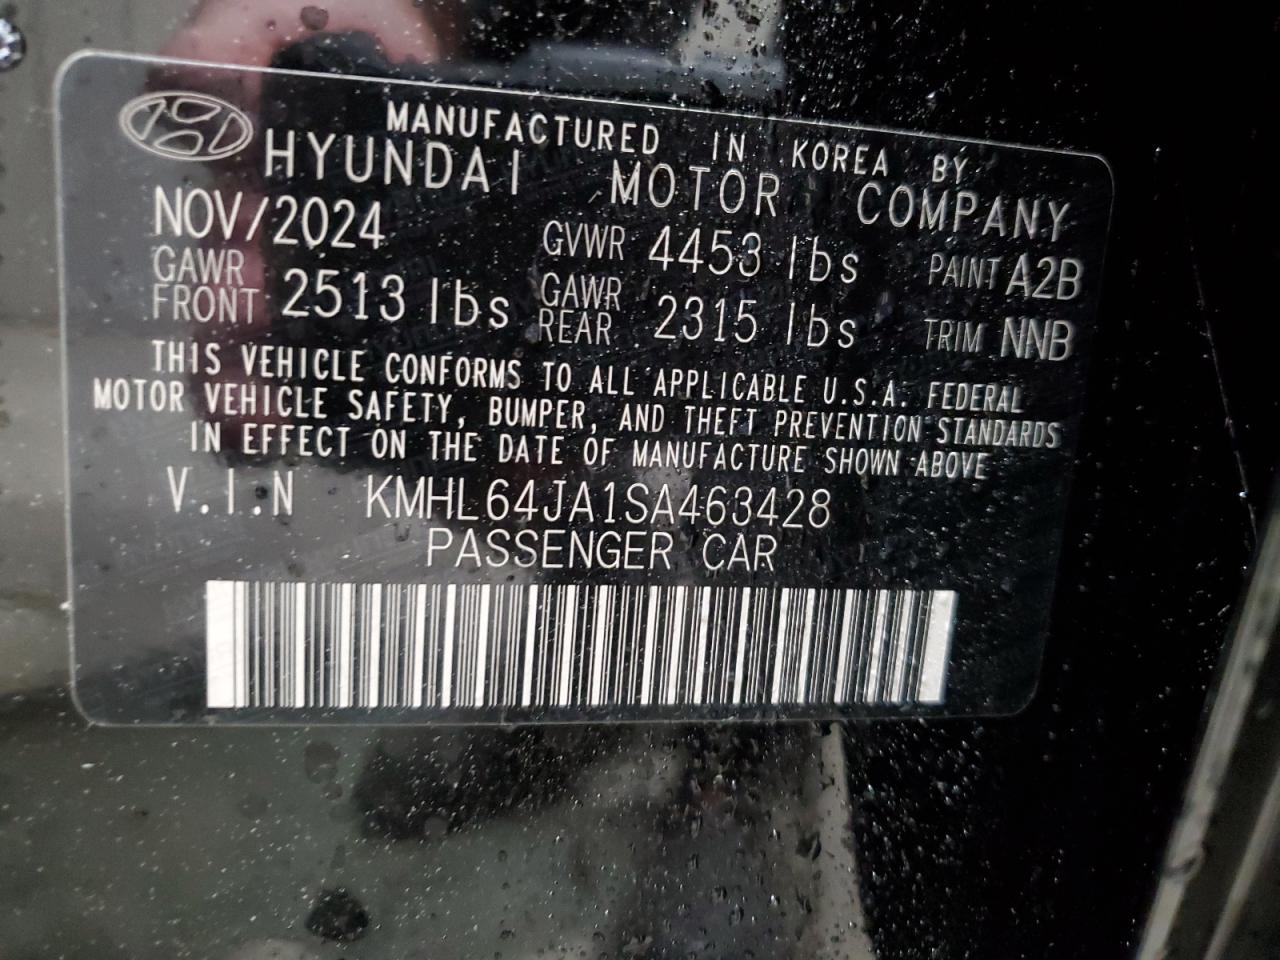 MANUFACTURED IN KOREA BY
HYUNDAI MOTOR COMPANY
NOV/2024 GVWR 4453 lbs PAINT A2B
GAWR FRONT 2513 lbs GAWR REAR 2315 lbs TRIM NNB
THIS VEHICLE CONFORMS TO ALL APPLICABLE U.S.A. FEDERAL
MOTOR VEHICLE SAFETY, BUMPER, AND THEFT PREVENTION STANDARDS
IN EFFECT ON THE DATE OF MANUFACTURE SHOWN ABOVE
V.I.N KMHL64JA1SA463428
PASSENGER CAR